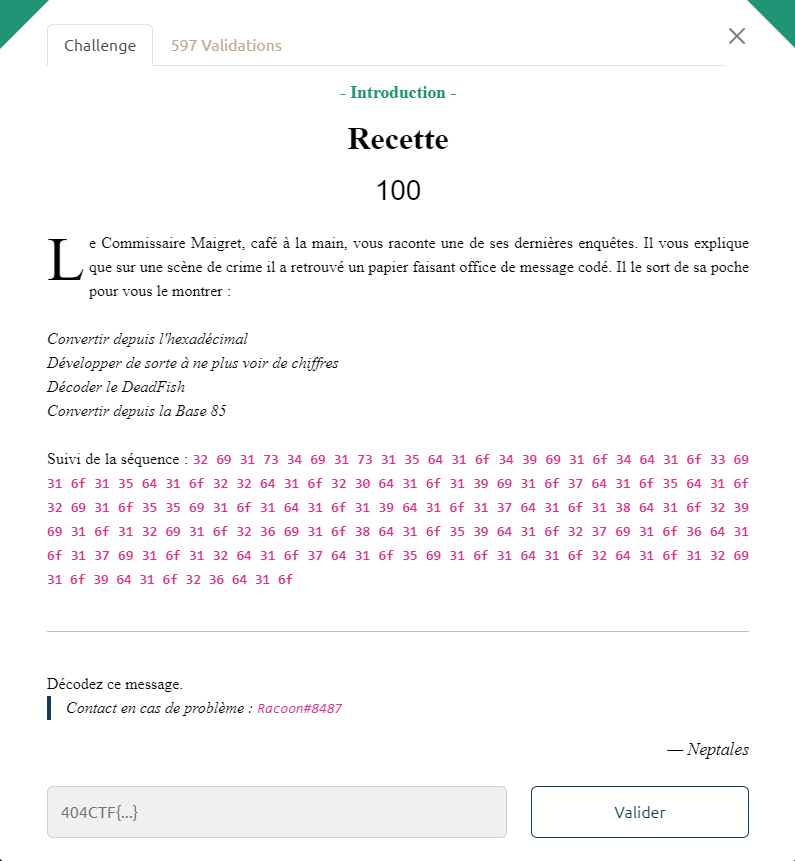 Challenge
597 Validations
- Introduction -
Recette
100
Le Commissaire Maigret, café à la main, vous raconte une de ses dernières enquêtes. Il vous explique
que sur une scène de crime il a retrouvé un papier faisant office de message codé. Il le sort de sa poche
pour vous le montrer :
Convertir depuis l'hexadécimal
Développer de sorte à ne plus voir de chiffres
Décoder le DeadFish
Convertir depuis la Base 85
Suivi de la séquence : 32 69 31 73 34 69 31 73 31 35 64 31 6f 34 39 69 31 6f 34 64 31 6f 33 69
31 6f 31 35 64 31 6f 32 32 64 31 6f 32 30 64 31 6f 31 39 69 31 6f 37 64 31 6f 35 64 31 6f
32 69 31 6f 35 35 69 31 6f 31 64 31 6f 31 39 64 31 6f 31 37 64 31 6f 31 38 64 31 6f 32 39
69 31 6f 31 32 69 31 6f 32 36 69 31 6f 38 64 31 6f 35 39 64 31 6f 32 37 69 31 6f 36 64 31
6f 31 37 69 31 6f 31 32 64 31 6f 37 64 31 6f 35 69 31 6f 31 64 31 6f 32 64 31 6f 31 32 69
31 6f 39 64 31 6f 32 36 64 31 6f
Décodez ce message.
Contact en cas de problème : Racoon#8487
— Neptales
404CTF{...}
Valider